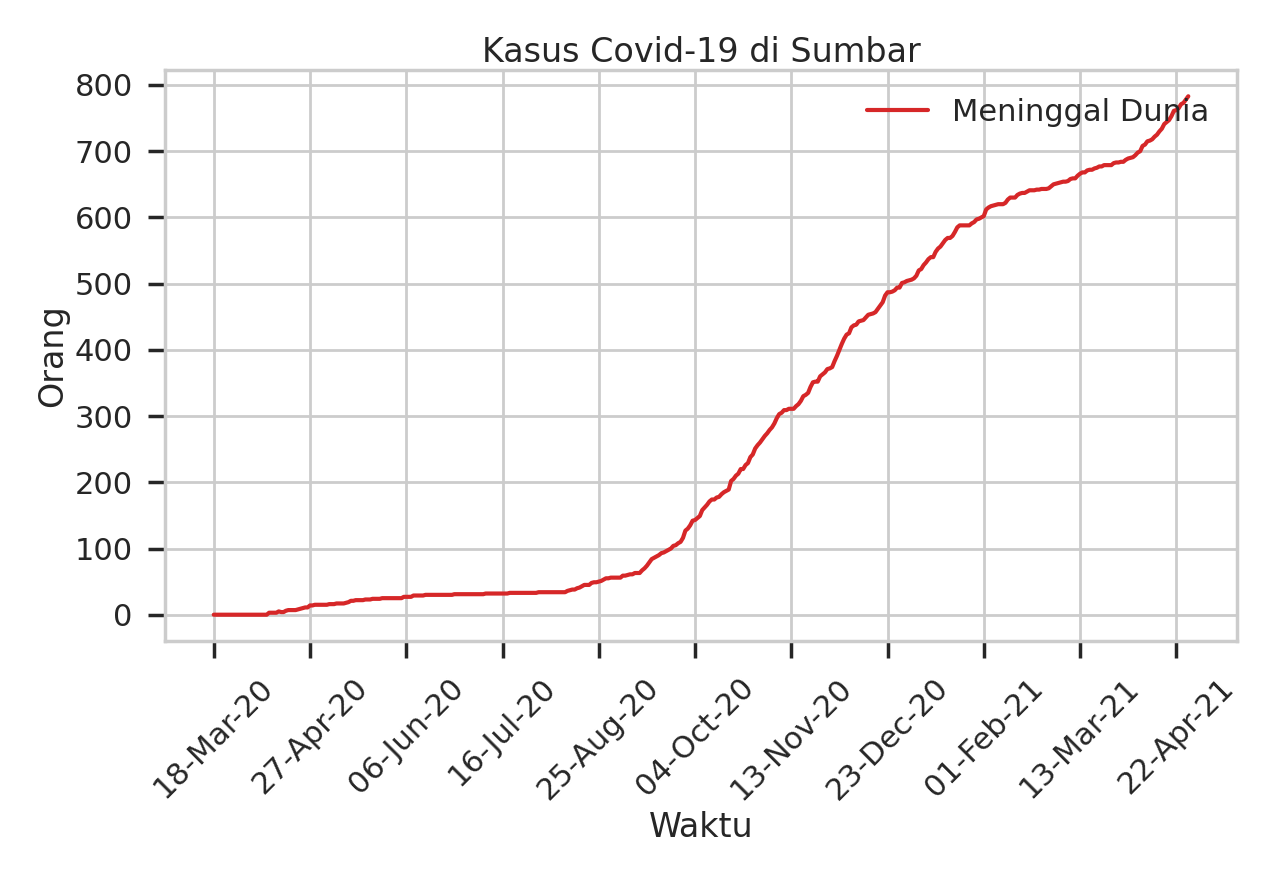 Kasus Covid-19 di Sumbar
Meninggal Dunia
Orang
800
700
600
500
400
300
200
100
0
18-Mar-20
27-Apr-20
06-Jun-20
16-Jul-20
25-Aug-20
04-Oct-20
13-Nov-20
23-Dec-20
01-Feb-21
13-Mar-21
22-Apr-21
Waktu